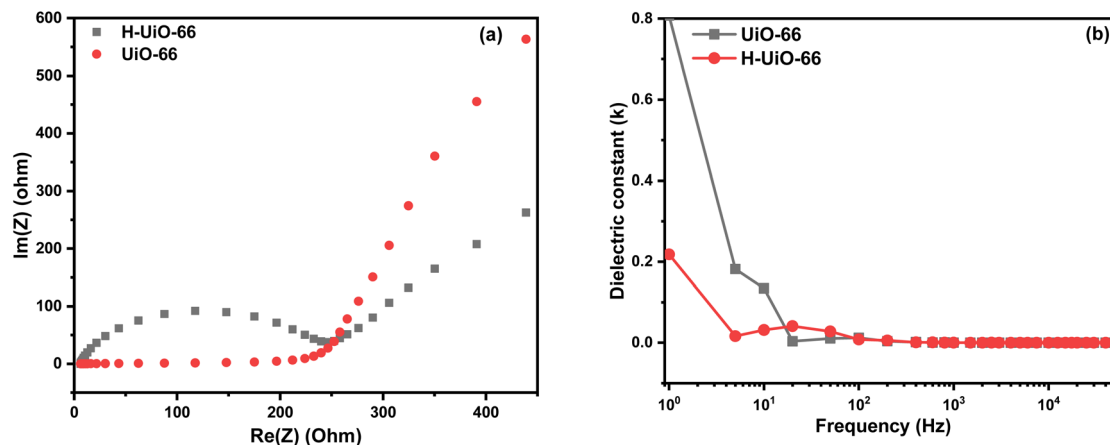 (a)
H-UiO-66
UiO-66
600
500
400
300
200
100
0
Im(Z) (ohm)
0 100 200 300 400
Re(Z) (Ohm)
(b)
UiO-66
H-UiO-66
0.8
0.6
0.4
0.2
0.0
Dielectric constant (k)
10⁰ 10¹ 10² 10³ 10⁴
Frequency (Hz)